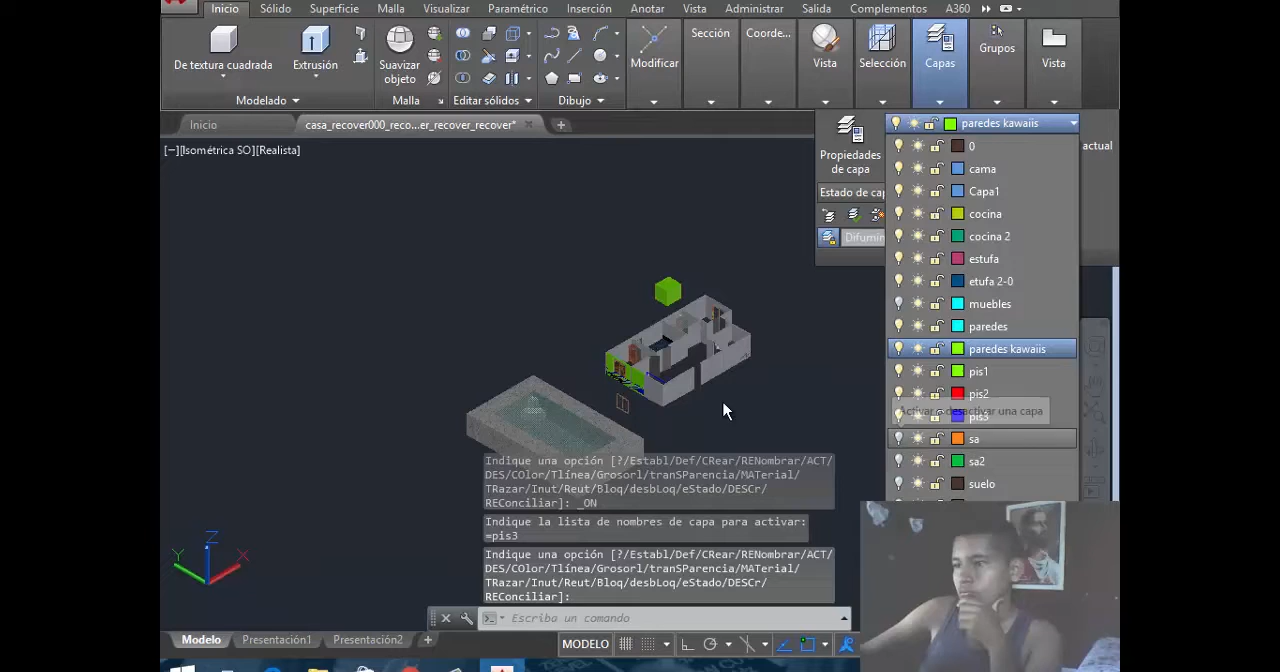 Inicio Sólido Superficie Malla Visualizar Paramétrico Inserción Anotar Vista Administrar Salida Complementos A360
De textura cuadrada Extrusión Suavizar objeto Modificar Sección Coorde... Vista Selección Capas Grupos Vista
Modelado Malla Editar sólidos Dibujo
Inicio casa_recover000_reco...er_recover_recover*
[−][Isométrica SO][Realista]
Propiedades de capa
Estado de cap
Difumin
actual
paredes kawaiis
0
cama
Capa1
cocina
cocina 2
estufa
etufa 2-0
muebles
paredes
paredes kawaiis
pis1
pis2
Activar o desactivar una capa
pis3
sa
sa2
suelo
Indique una opción [?/Establ/Def/CRear/RENombrar/ACT/
DES/COlor/Tlínea/Grosorl/tranSParencia/MATerial/
TRazar/Inut/Reut/Bloq/desbLoq/eStado/DESCr/
REConciliar]: _ON
Indique la lista de nombres de capa para activar:
=pis3
Indique una opción [?/Establ/Def/CRear/RENombrar/ACT/
DES/COlor/Tlínea/Grosorl/tranSParencia/MATerial/
TRazar/Inut/Reut/Bloq/desbLoq/eStado/DESCr/
REConciliar]:
Escriba un comando
Z
Y X
Modelo Presentación1 Presentación2 + MODELO